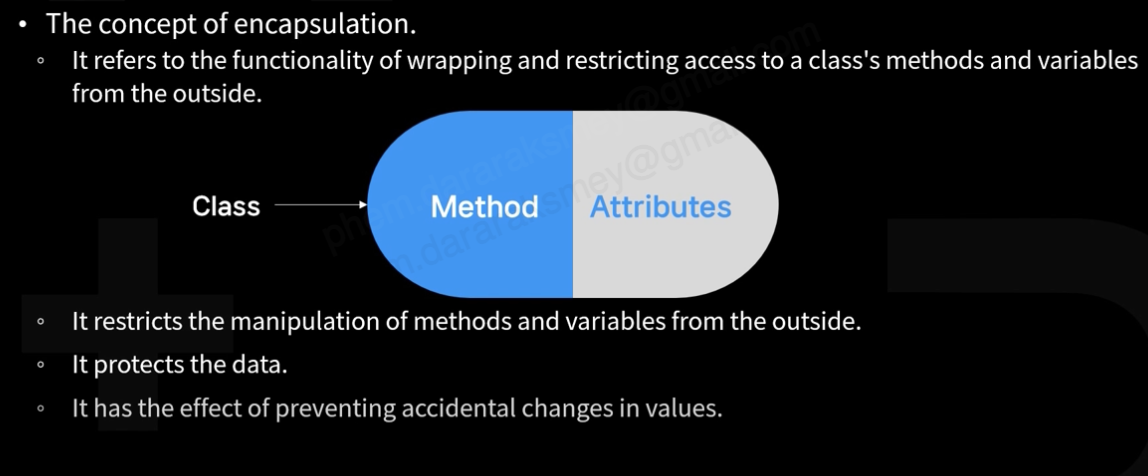 • The concept of encapsulation.
◦ It refers to the functionality of wrapping and restricting access to a class's methods and variables
from the outside.
Class
Method
Attributes
◦ It restricts the manipulation of methods and variables from the outside.
◦ It protects the data.
◦ It has the effect of preventing accidental changes in values.